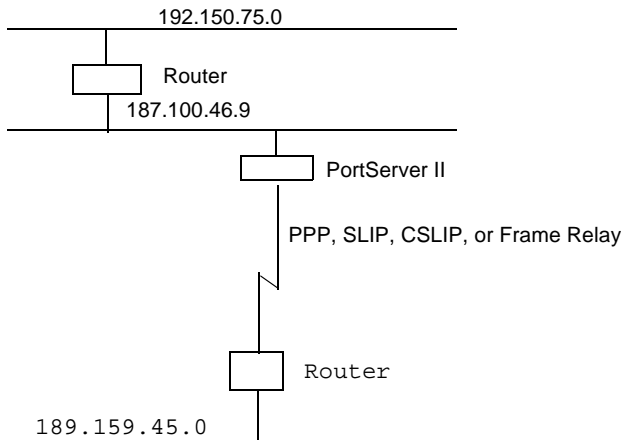 192.150.75.0
Router
187.100.46.9
PortServer II
PPP, SLIP, CSLIP, or Frame Relay
Router
189.159.45.0